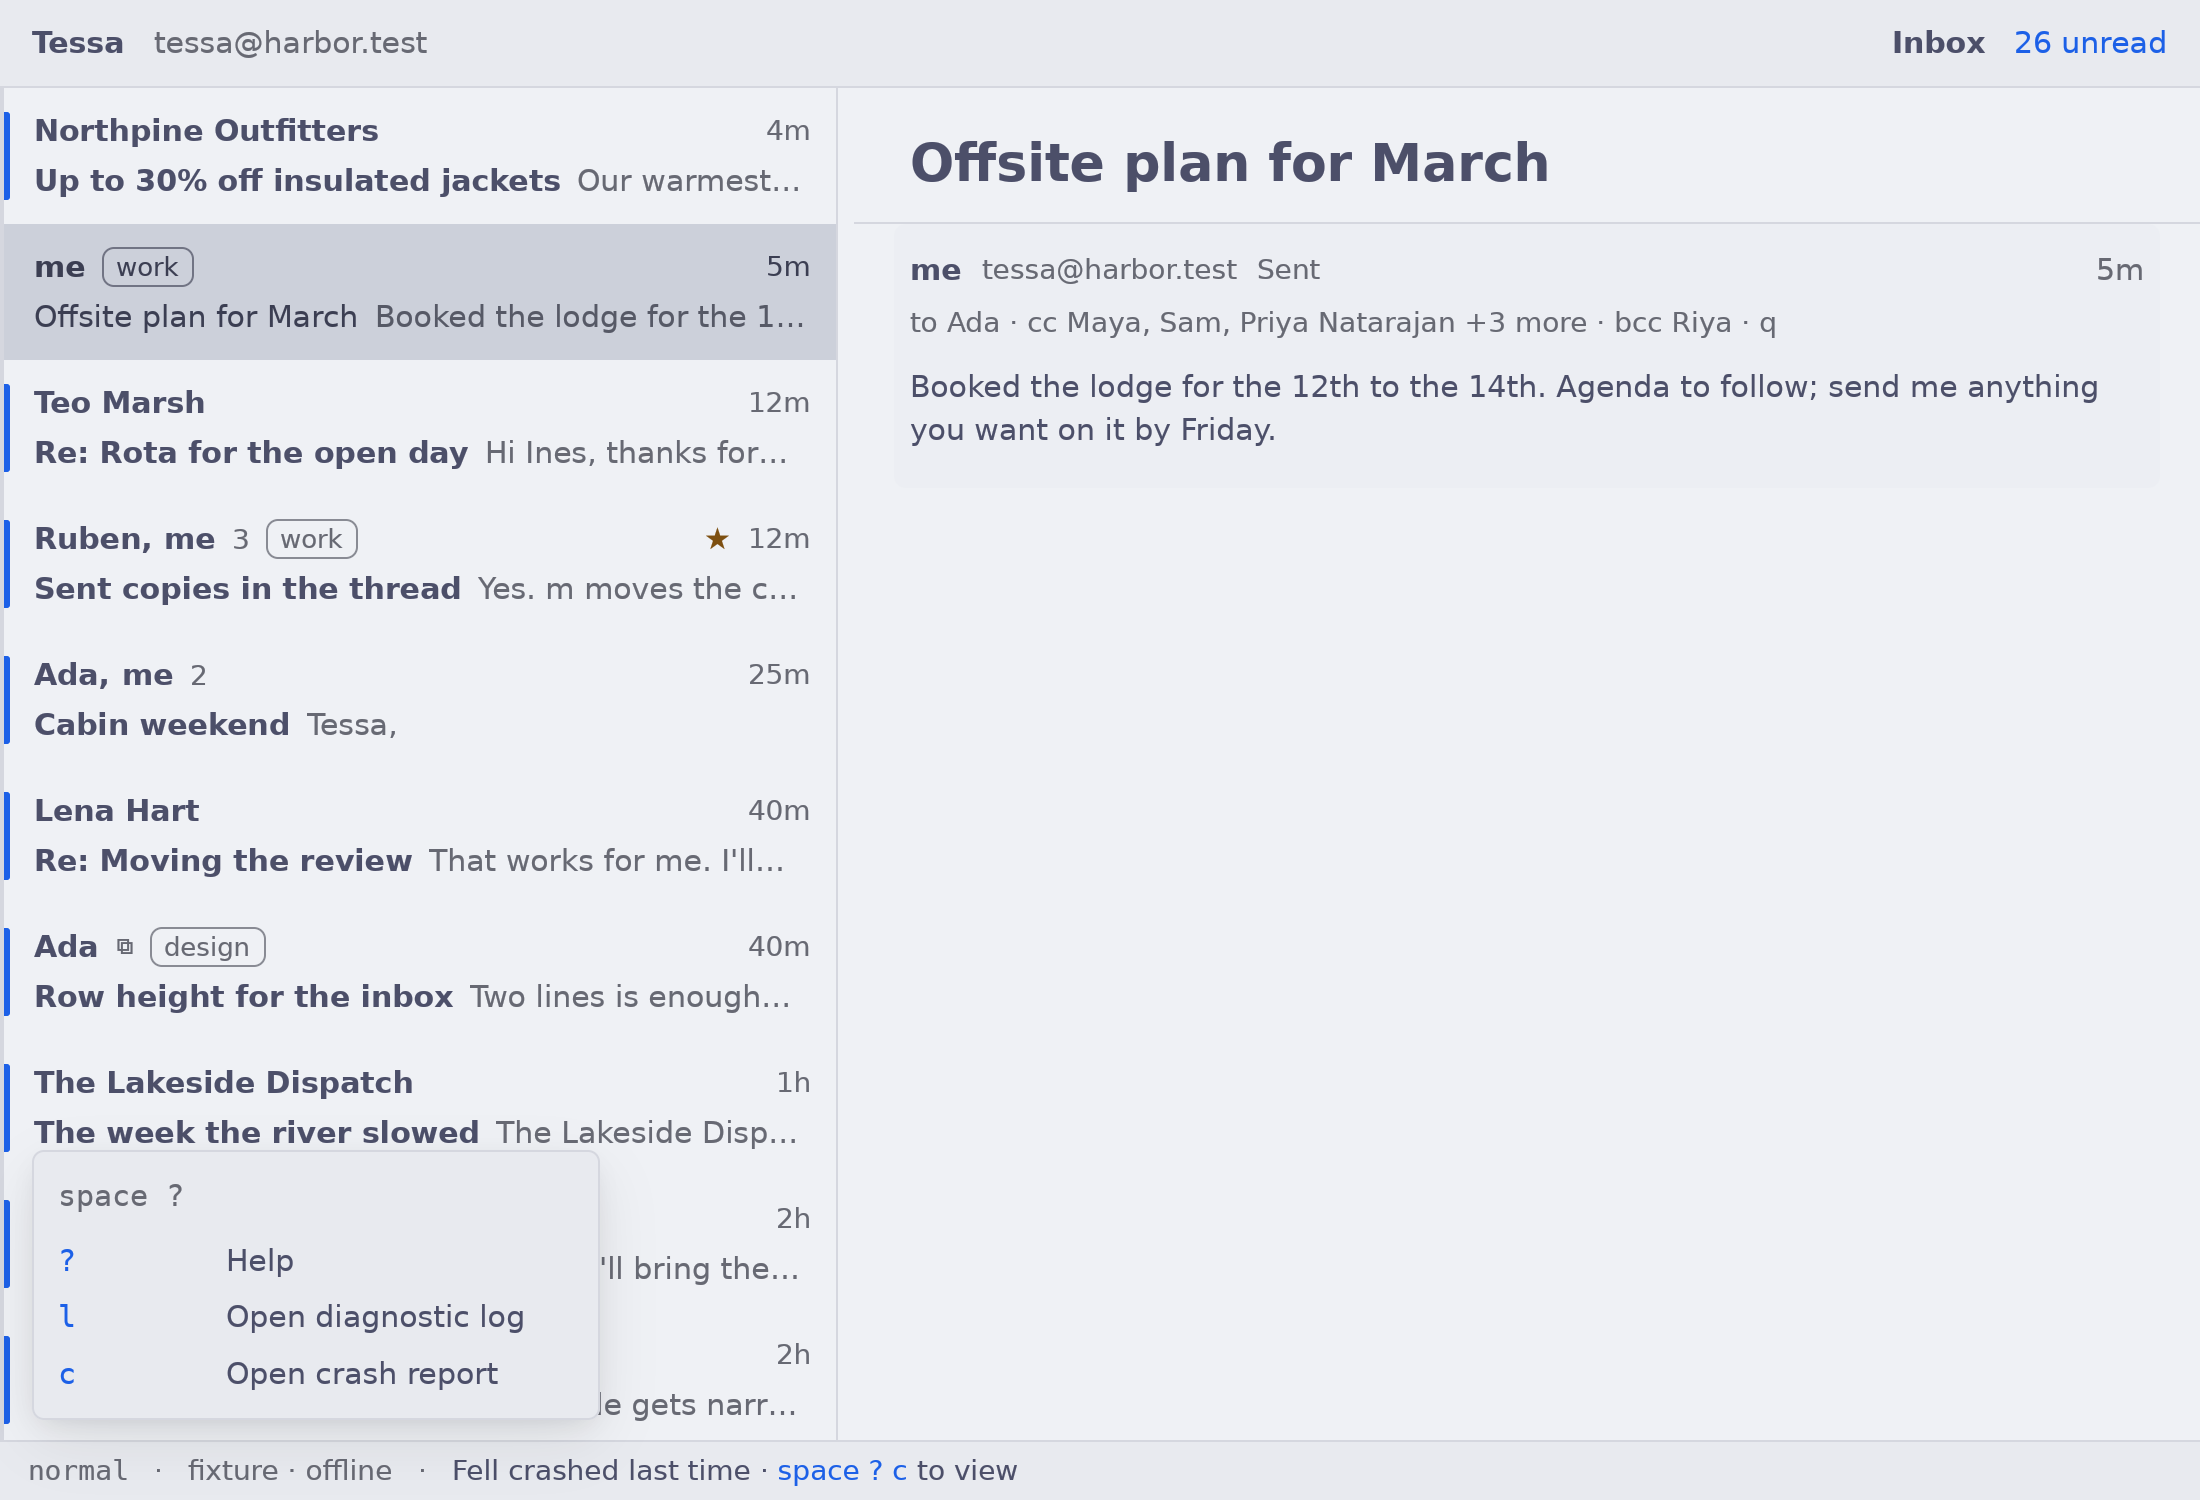 Tessa tessa@harbor.test
Inbox 26 unread
Northpine Outfitters 4m
Up to 30% off insulated jackets Our warmest…
me work 5m
Offsite plan for March Booked the lodge for the 1…
Teo Marsh 12m
Re: Rota for the open day Hi Ines, thanks for…
Ruben, me 3 work ★ 12m
Sent copies in the thread Yes. m moves the c…
Ada, me 2 25m
Cabin weekend Tessa,
Lena Hart 40m
Re: Moving the review That works for me. I'll…
Ada ⧉ design 40m
Row height for the inbox Two lines is enough…
The Lakeside Dispatch 1h
The week the river slowed The Lakeside Disp…
2h
'll bring the…
2h
gets narr…
space ?
? Help
l Open diagnostic log
c Open crash report
Offsite plan for March
me tessa@harbor.test Sent 5m
to Ada · cc Maya, Sam, Priya Natarajan +3 more · bcc Riya · q
Booked the lodge for the 12th to the 14th. Agenda to follow; send me anything
you want on it by Friday.
normal · fixture · offline · Fell crashed last time · space ? c to view